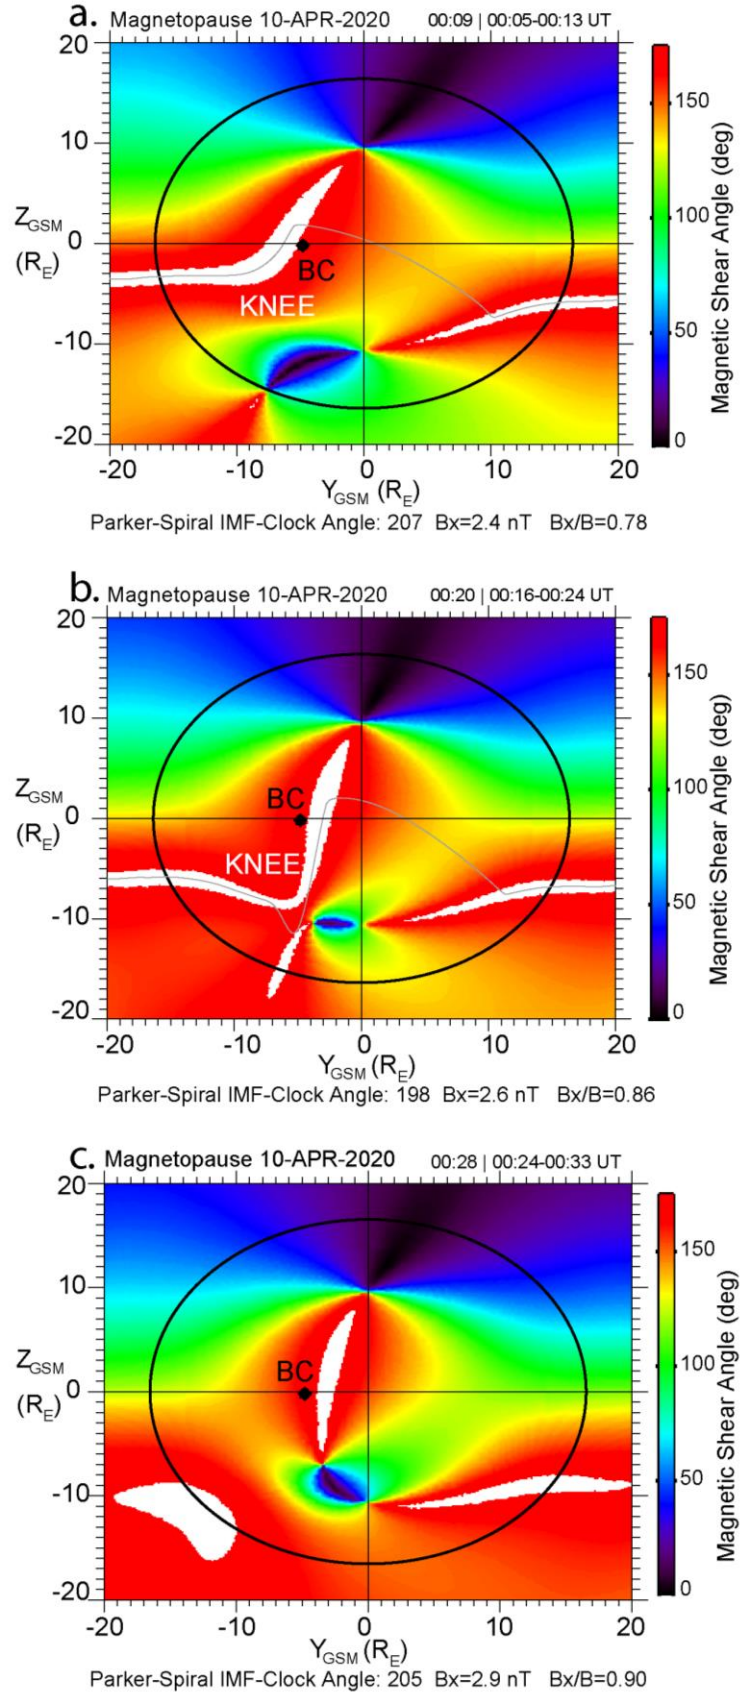 a. Magnetopause 10-APR-2020 00:09 | 00:05-00:13 UT
20
10
Z_GSM 0
(R_E)
-10
-20
BC
KNEE
-20 -10 0 10 20
Y_GSM (R_E)
150
100
50
0
Magnetic Shear Angle (deg)
Parker-Spiral IMF-Clock Angle: 207 Bx=2.4 nT Bx/B=0.78
b. Magnetopause 10-APR-2020 00:20 | 00:16-00:24 UT
20
10
Z_GSM 0
(R_E)
-10
-20
BC
KNEE
-20 -10 0 10 20
Y_GSM (R_E)
150
100
50
0
Magnetic Shear Angle (deg)
Parker-Spiral IMF-Clock Angle: 198 Bx=2.6 nT Bx/B=0.86
c. Magnetopause 10-APR-2020 00:28 | 00:24-00:33 UT
20
10
Z_GSM 0
(R_E)
-10
-20
BC
-20 -10 0 10 20
Y_GSM (R_E)
150
100
50
0
Magnetic Shear Angle (deg)
Parker-Spiral IMF-Clock Angle: 205 Bx=2.9 nT Bx/B=0.90